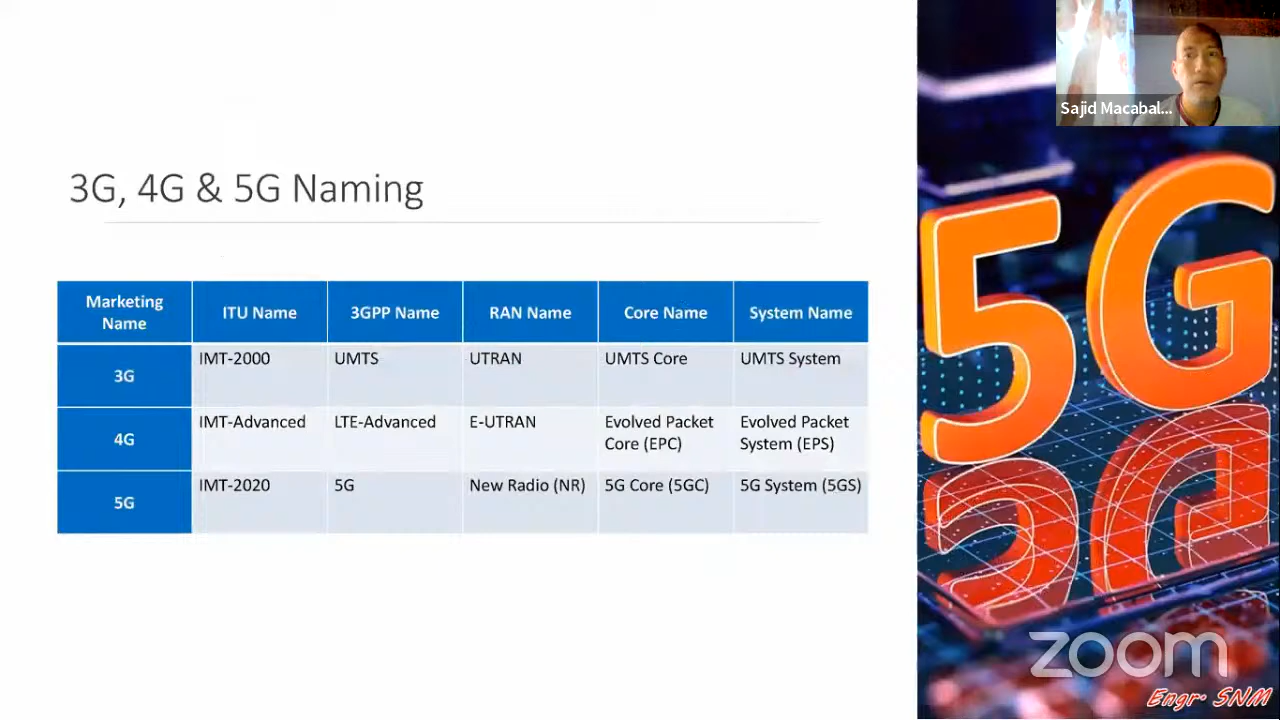 Sajid Macabal...
3G, 4G & 5G Naming
Marketing Name
ITU Name
3GPP Name
RAN Name
Core Name
System Name
3G
IMT-2000
UMTS
UTRAN
UMTS Core
UMTS System
4G
IMT-Advanced
LTE-Advanced
E-UTRAN
Evolved Packet
Core (EPC)
Evolved Packet
System (EPS)
5G
IMT-2020
5G
New Radio (NR)
5G Core (5GC)
5G System (5GS)
5G
zoom
Engr. SNM